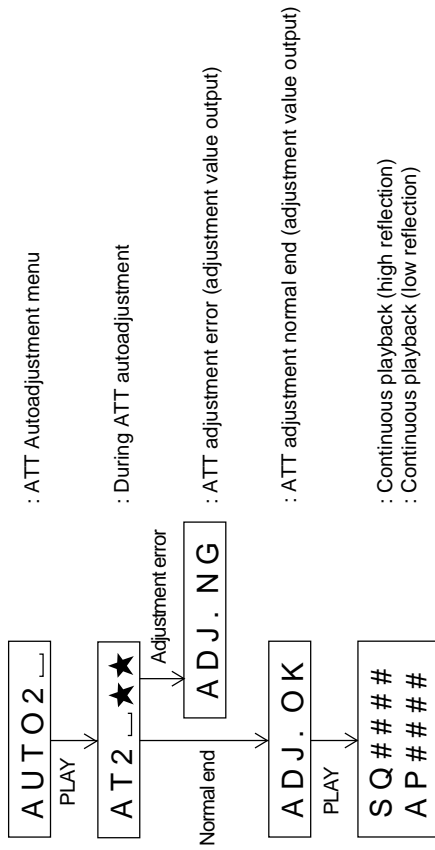 AUTO2␣ : ATT Autoadjustment menu
PLAY
AT2␣★★ : During ATT autoadjustment
Adjustment error
ADJ. NG : ATT adjustment error (adjustment value output)
Normal end
ADJ. OK : ATT adjustment normal end (adjustment value output)
PLAY
SQ#### : Continuous playback (high reflection)
AP#### : Continuous playback (low reflection)